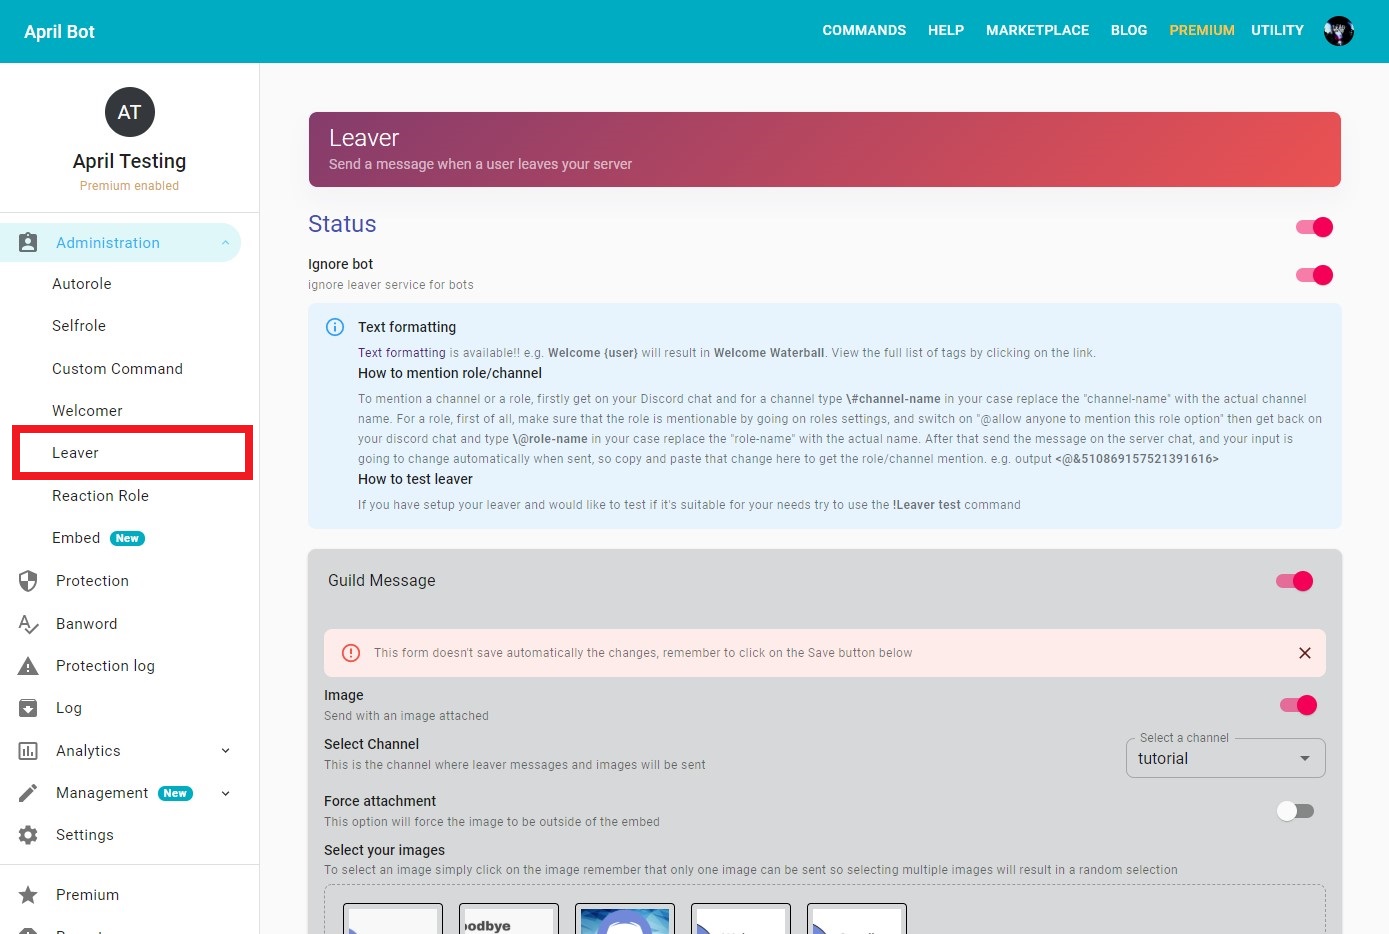 April Bot
COMMANDS HELP MARKETPLACE BLOG PREMIUM UTILITY
AT
April Testing
Premium enabled
Administration
Autorole
Selfrole
Custom Command
Welcomer
Leaver
Reaction Role
Embed New
Protection
Banword
Protection log
Log
Analytics
Management New
Settings
Premium
Leaver
Send a message when a user leaves your server
Status
Ignore bot
ignore leaver service for bots
Text formatting
Text formatting is available!! e.g. Welcome {user} will result in Welcome Waterball. View the full list of tags by clicking on the link.
How to mention role/channel
To mention a channel or a role, firstly get on your Discord chat and for a channel type \#channel-name in your case replace the "channel-name" with the actual channel
name. For a role, first of all, make sure that the role is mentionable by going on roles settings, and switch on "@allow anyone to mention this role option" then get back on
your discord chat and type \@role-name in your case replace the "role-name" with the actual name. After that send the message on the server chat, and your input is
going to change automatically when sent, so copy and paste that change here to get the role/channel mention. e.g. output <@&510869157521391616>
How to test leaver
If you have setup your leaver and would like to test if it's suitable for your needs try to use the !Leaver test command
Guild Message
This form doesn't save automatically the changes, remember to click on the Save button below
Image
Send with an image attached
Select Channel
This is the channel where leaver messages and images will be sent
Select a channel
tutorial
Force attachment
This option will force the image to be outside of the embed
Select your images
To select an image simply click on the image remember that only one image can be sent so selecting multiple images will result in a random selection
oodbye